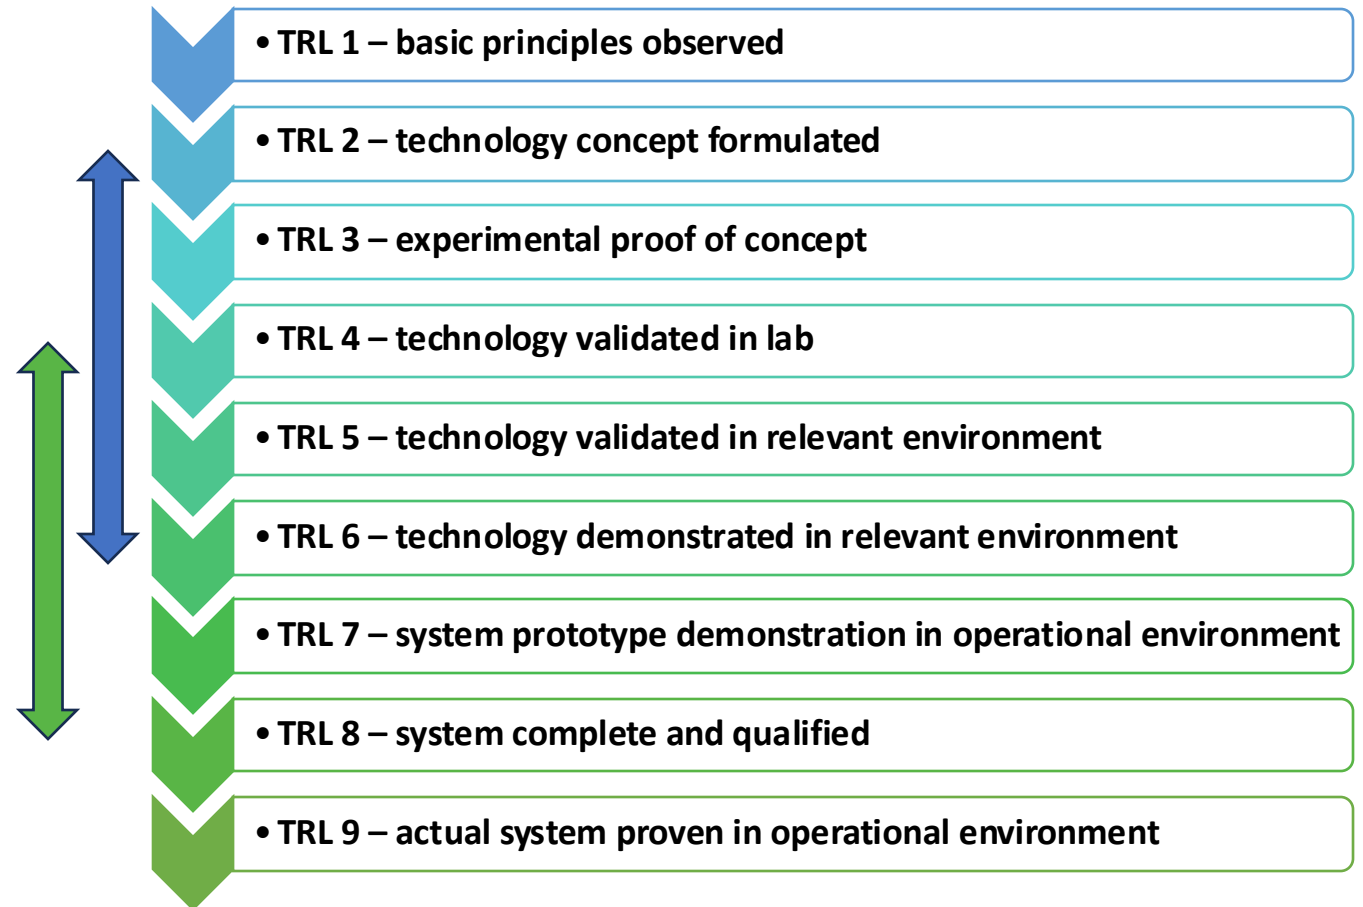 • TRL 1 – basic principles observed
• TRL 2 – technology concept formulated
• TRL 3 – experimental proof of concept
• TRL 4 – technology validated in lab
• TRL 5 – technology validated in relevant environment
• TRL 6 – technology demonstrated in relevant environment
• TRL 7 – system prototype demonstration in operational environment
• TRL 8 – system complete and qualified
• TRL 9 – actual system proven in operational environment